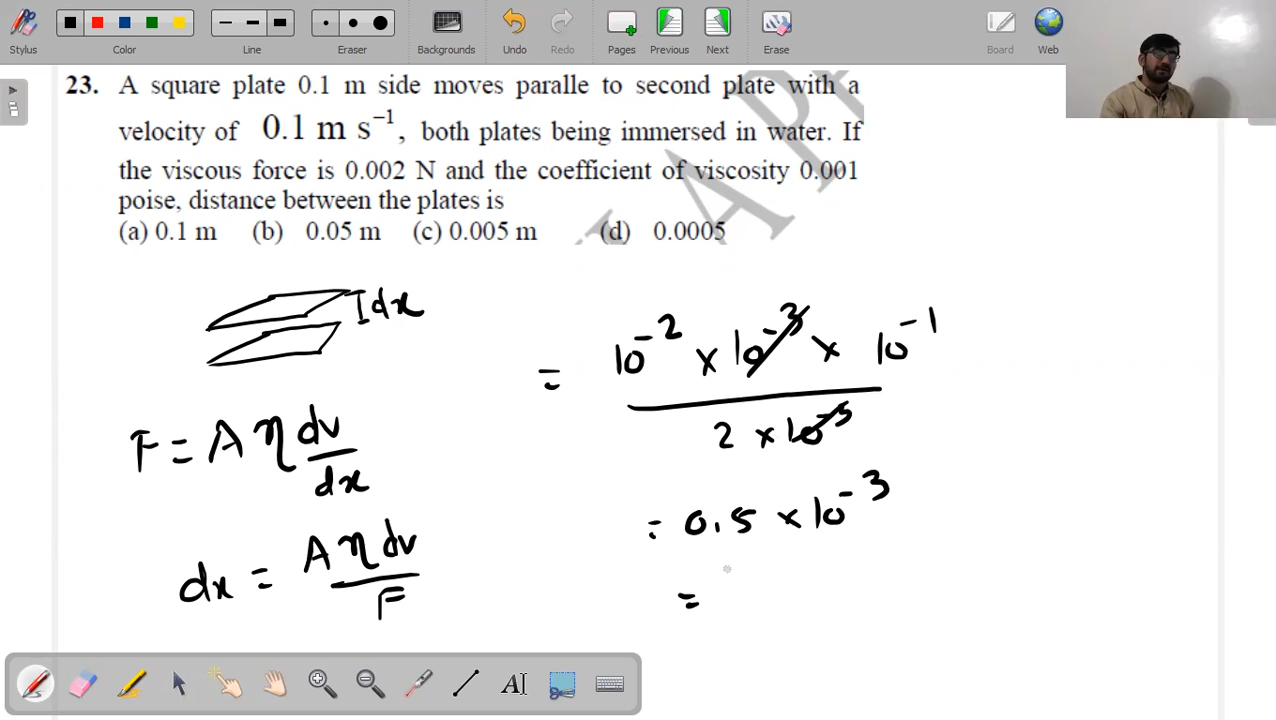 Stylus
Color
Line
Eraser
Backgrounds
Undo
Redo
Pages
Previous
Next
Erase
Board
Web
23. A square plate 0.1 m side moves paralle to second plate with a
velocity of 0.1 m s⁻¹, both plates being immersed in water. If
the viscous force is 0.002 N and the coefficient of viscosity 0.001
poise, distance between the plates is
(a) 0.1 m (b) 0.05 m (c) 0.005 m (d) 0.0005
dx
F = A η dv/dx
dx = A η dv / F
= 10⁻² × 10⁻³ × 10⁻¹
2 × 10⁻³
= 0.5 × 10⁻³
=